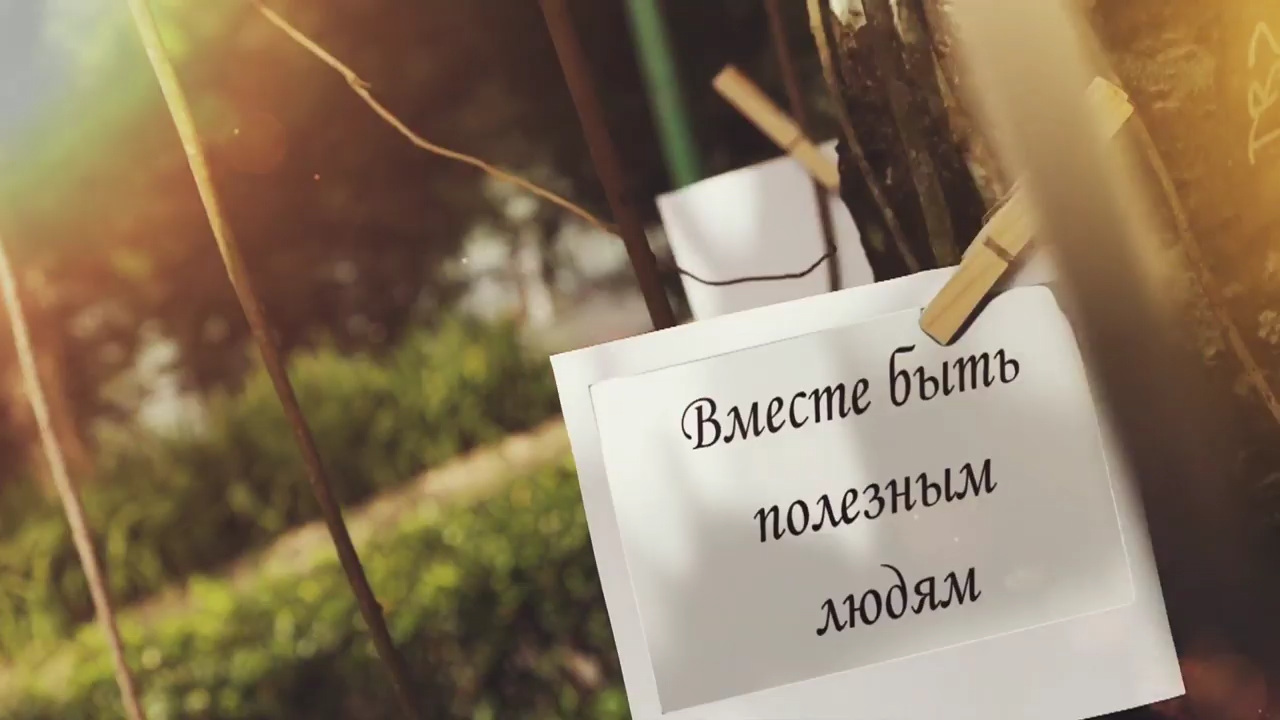 Вместе быть
полезным
людям